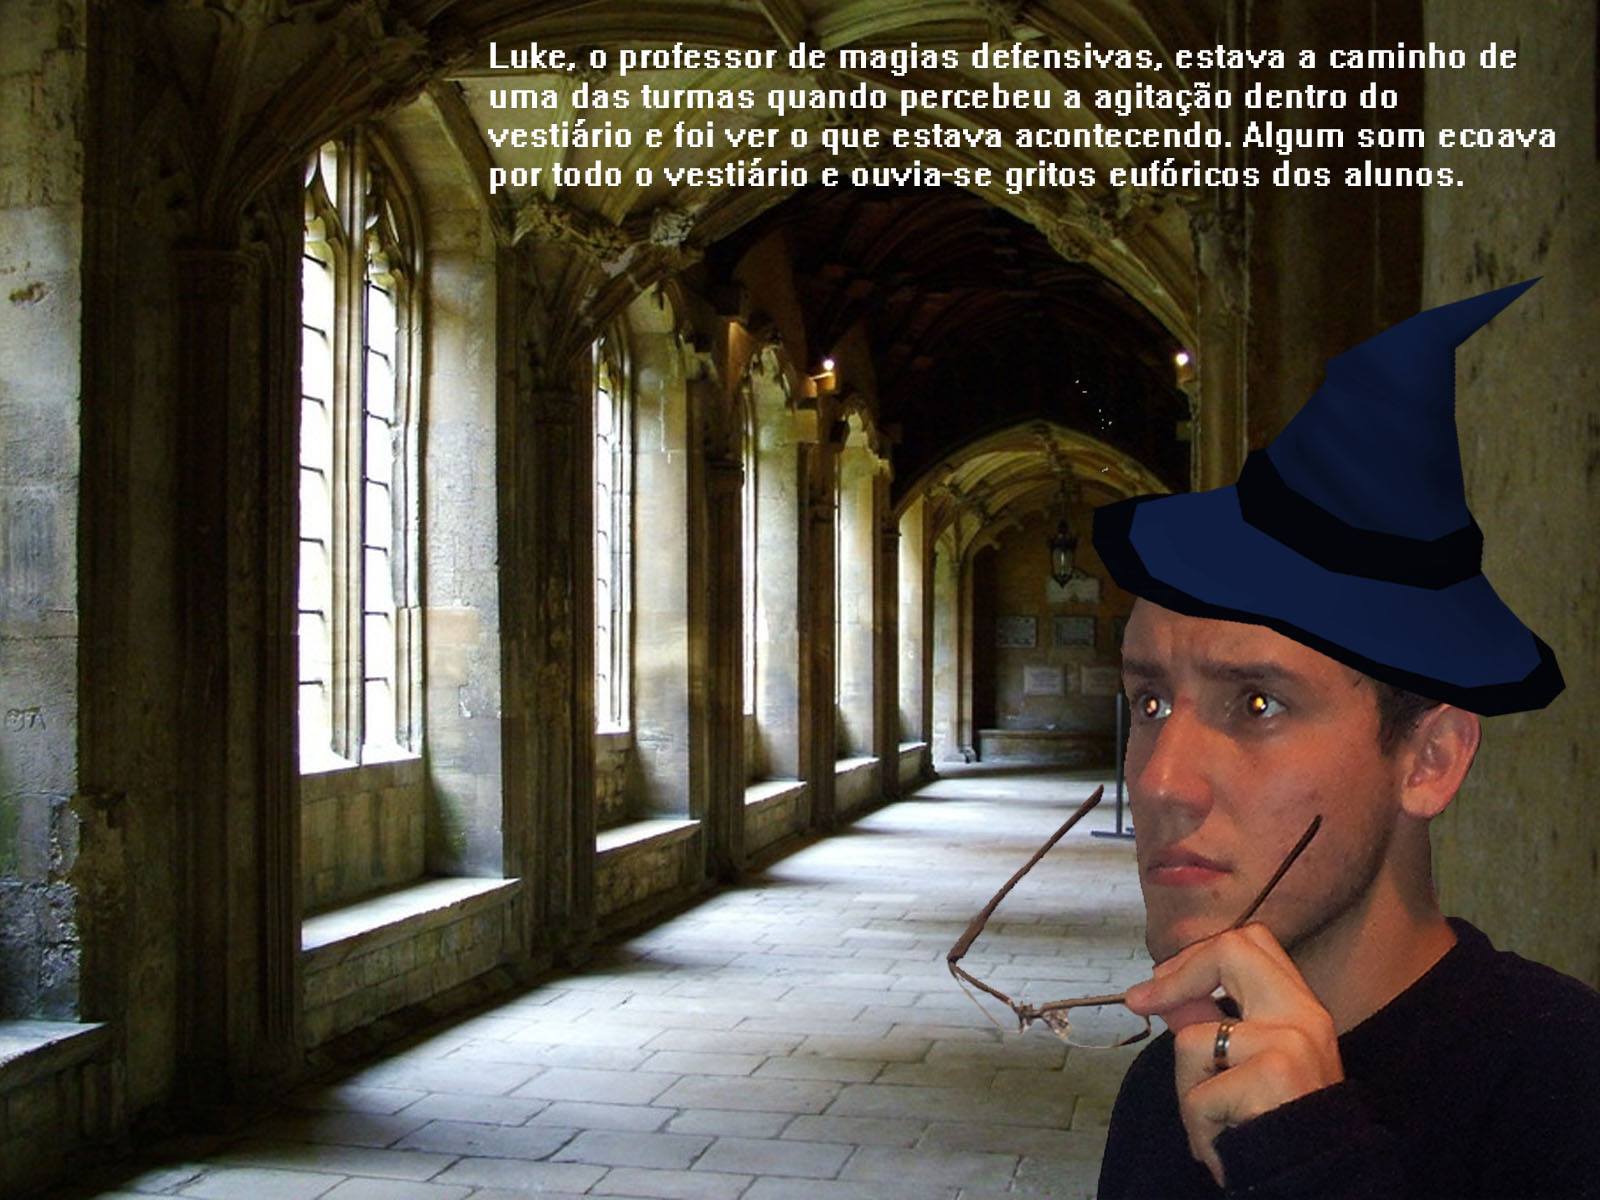 Luke, o professor de magias defensivas, estava a caminho de
uma das turmas quando percebeu a agitação dentro do
vestiário e foi ver o que estava acontecendo. Algum som ecoava
por todo o vestiário e ouvia-se gritos eufóricos dos alunos.